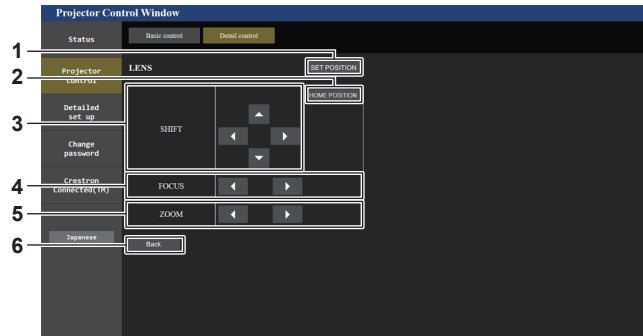 Projector Control Window
Status
Basic control
Detail control
1
2
3
4
5
6
Projector
control
LENS
SET POSITION
HOME POSITION
Detailed
set up
SHIFT
Change
password
Crestron
Connected(TM)
FOCUS
ZOOM
Japanese
Back